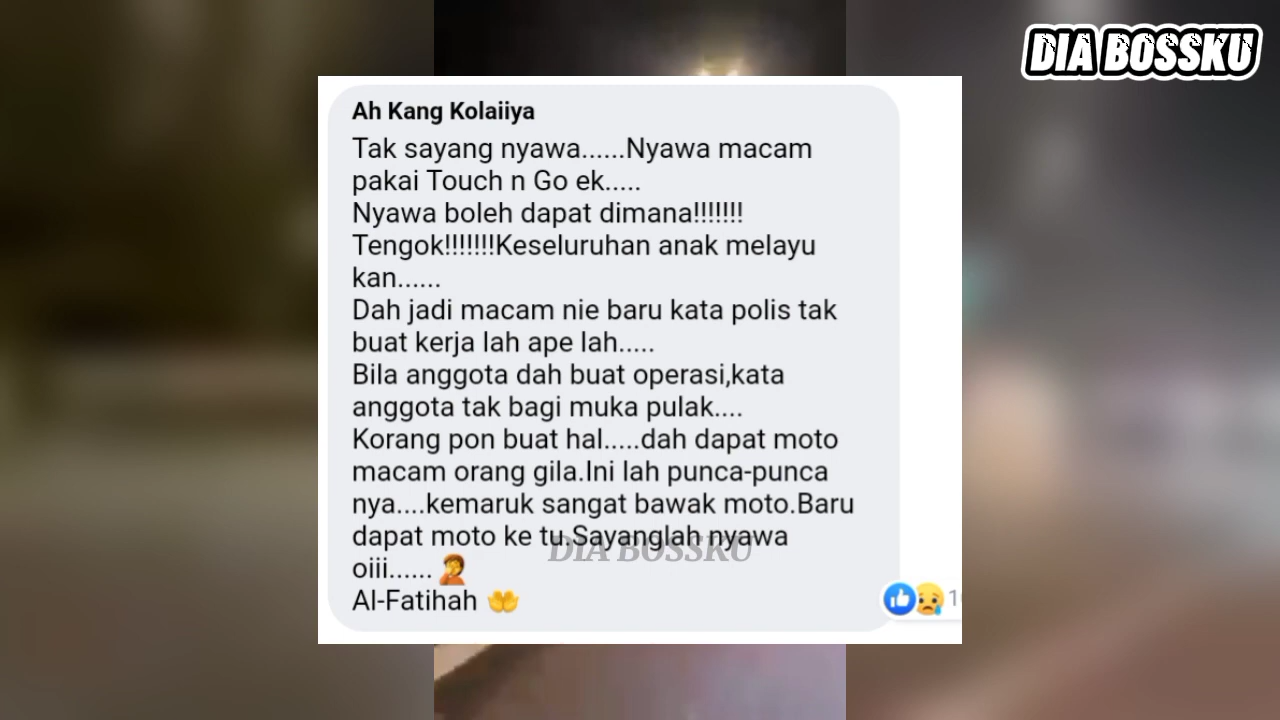 DIA BOSSKU
Ah Kang Kolaiiya
Tak sayang nyawa......Nyawa macam
pakai Touch n Go ek.....
Nyawa boleh dapat dimana!!!!!!!
Tengok!!!!!!!Keseluruhan anak melayu
kan......
Dah jadi macam nie baru kata polis tak
buat kerja lah ape lah.....
Bila anggota dah buat operasi,kata
anggota tak bagi muka pulak....
Korang pon buat hal.....dah dapat moto
macam orang gila.Ini lah punca-punca
nya....kemaruk sangat bawak moto.Baru
dapat moto ke tu.Sayanglah nyawa
DIA BOSSKU
oiii......🤦
Al-Fatihah 🤲